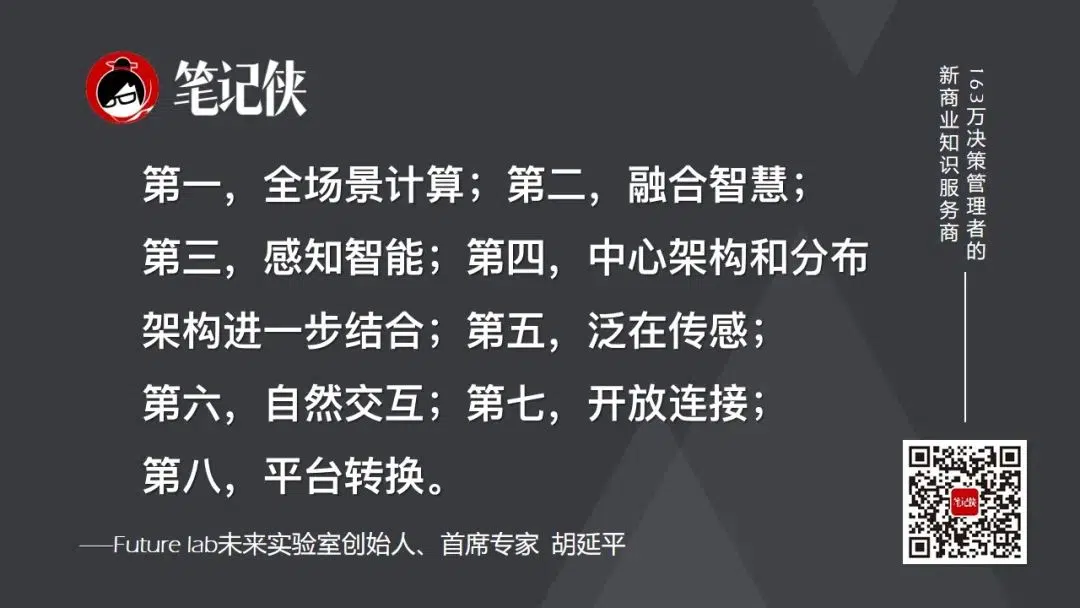 笔记侠
163万决策管理者的
新商业知识服务商
第一，全场景计算；第二，融合智慧；
第三，感知智能；第四，中心架构和分布
架构进一步结合；第五，泛在传感；
第六，自然交互；第七，开放连接；
第八，平台转换。
——Future lab未来实验室创始人、首席专家 胡延平
笔记侠